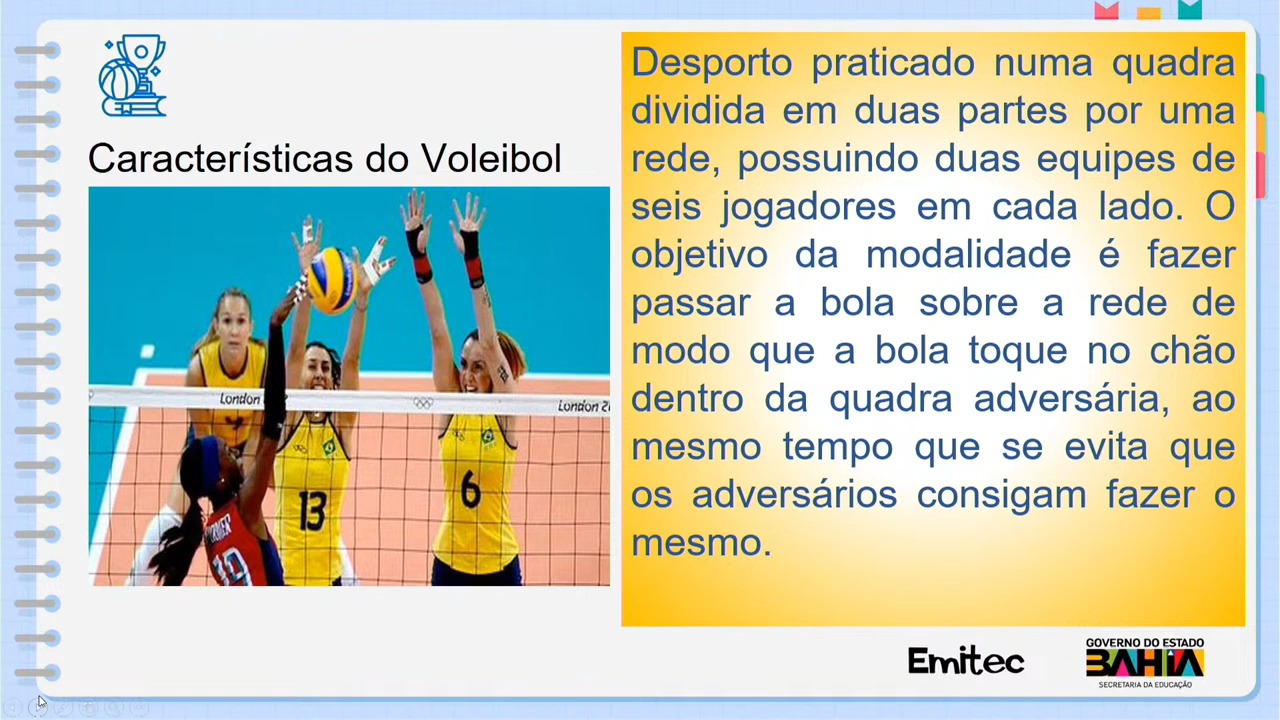 Características do Voleibol
London
London 2
13
6
19
Desporto praticado numa quadra
dividida em duas partes por uma
rede, possuindo duas equipes de
seis jogadores em cada lado. O
objetivo da modalidade é fazer
passar a bola sobre a rede de
modo que a bola toque no chão
dentro da quadra adversária, ao
mesmo tempo que se evita que
os adversários consigam fazer o
mesmo.
Emitec
GOVERNO DO ESTADO
BAHIA
SECRETARIA DA EDUCAÇÃO